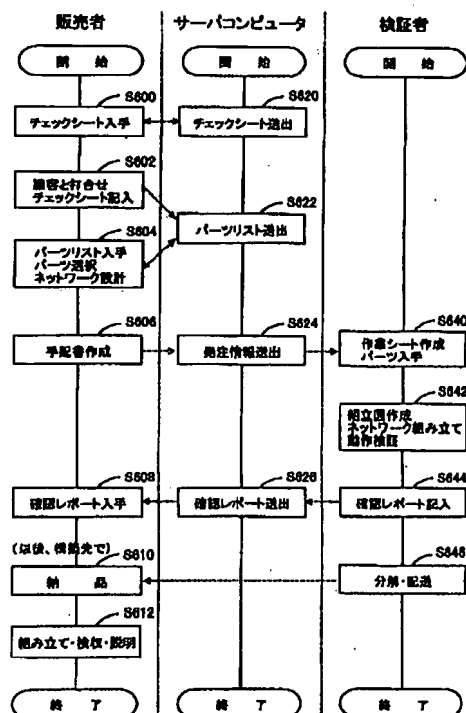 販売者
サーバコンピュータ
検証者
開 始
開 始
開 始
S600
チェックシート入手
S620
チェックシート送出
S602
顧客と打合せ
チェックシート記入
S622
パーツリスト送出
S604
パーツリスト入手
パーツ選択
ネットワーク設計
S606
手配書作成
S624
発注情報送出
S640
作業シート作成
パーツ入手
S642
組立図作成
ネットワーク組み立て
動作検証
S608
確認レポート入手
S626
確認レポート送出
S644
確認レポート記入
(以後、構築先で)
S610
納 品
S646
分解・配送
S612
組み立て・検収・説明
終 了
終 了
終 了